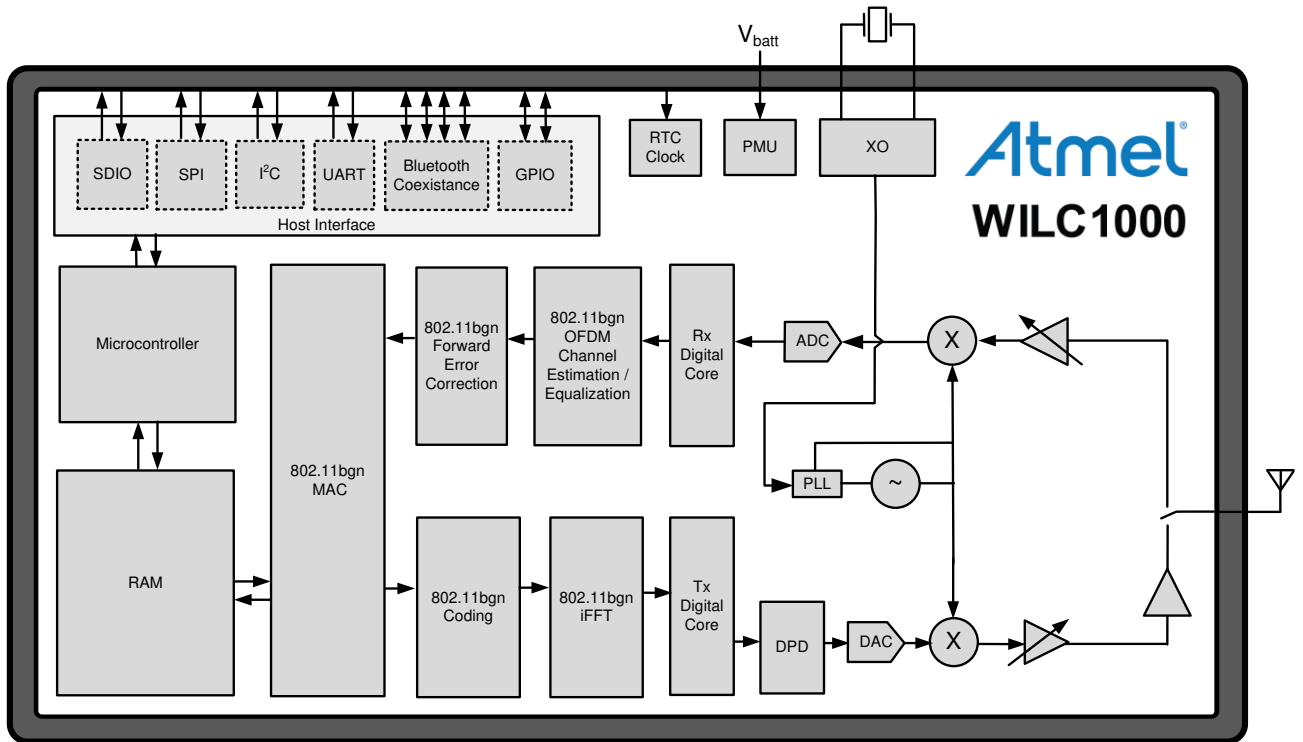 V_batt
RTC
Clock
PMU
XO
Atmel®
WILC1000
SDIO
SPI
I²C
UART
Bluetooth
Coexistance
GPIO
Host Interface
Microcontroller
RAM
802.11bgn
MAC
802.11bgn
Forward
Error
Correction
802.11bgn
OFDM
Channel
Estimation /
Equalization
Rx
Digital
Core
ADC
X
PLL
~
802.11bgn
Coding
802.11bgn
iFFT
Tx
Digital
Core
DPD
DAC
X